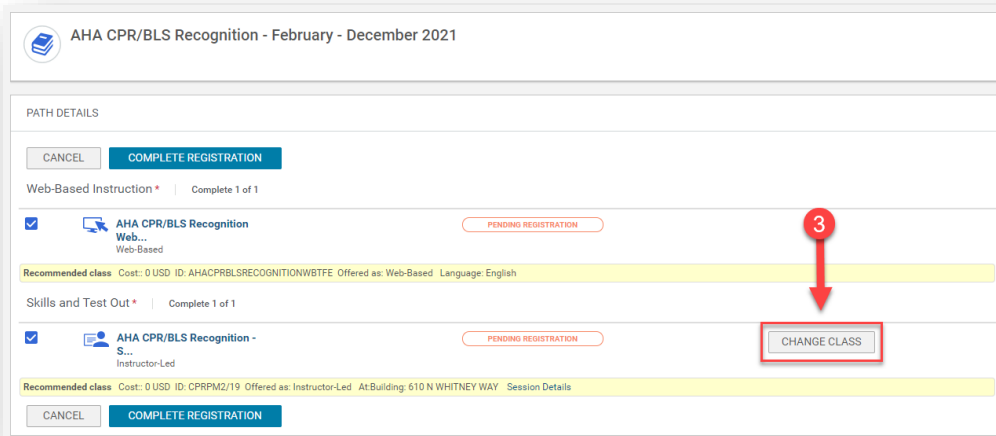 AHA CPR/BLS Recognition - February - December 2021
PATH DETAILS
CANCEL COMPLETE REGISTRATION
Web-Based Instruction * Complete 1 of 1
AHA CPR/BLS Recognition PENDING REGISTRATION
Web...
Web-Based
3
Recommended class Cost:: 0 USD ID: AHACPRBLSRECOGNITIONWBTFE Offered as: Web-Based Language: English
Skills and Test Out * Complete 1 of 1
AHA CPR/BLS Recognition - PENDING REGISTRATION CHANGE CLASS
S...
Instructor-Led
Recommended class Cost:: 0 USD ID: CPRPM2/19 Offered as: Instructor-Led At:Building: 610 N WHITNEY WAY Session Details
CANCEL COMPLETE REGISTRATION